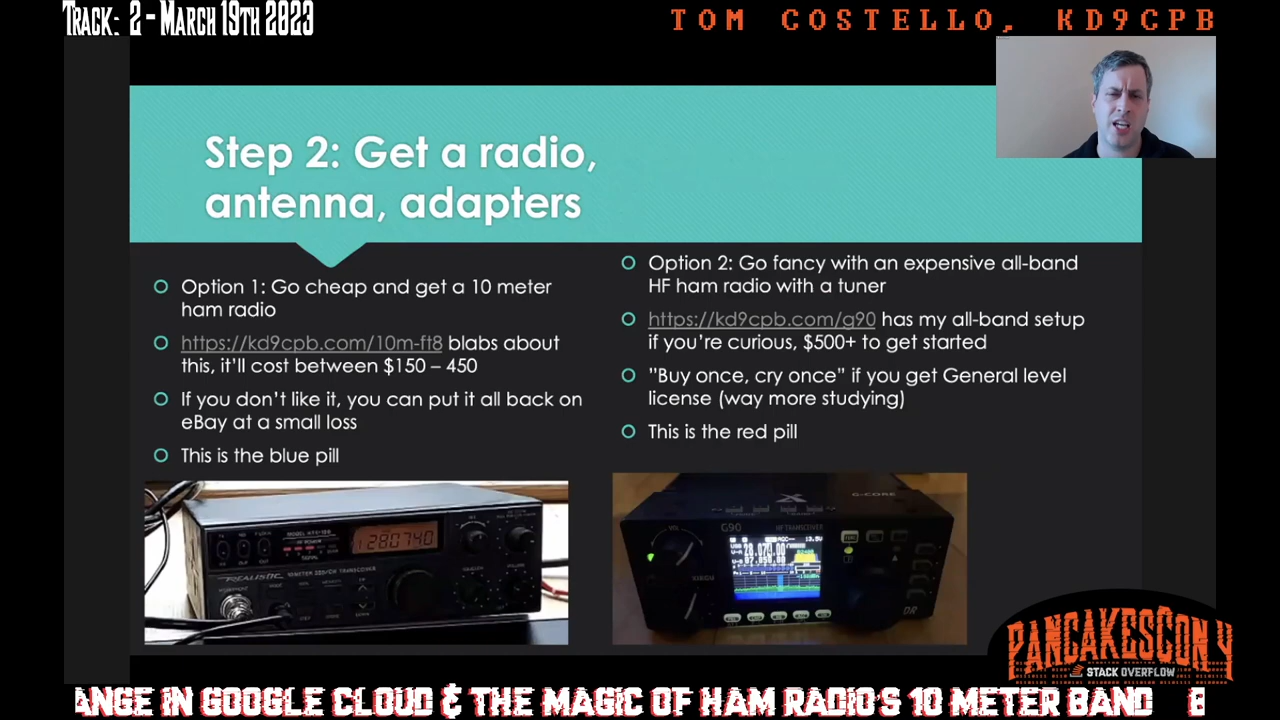 TRACK: 2 - MARCH 19TH 2023
TOM COSTELLO, KD9CPB
Step 2: Get a radio,
antenna, adapters
Option 1: Go cheap and get a 10 meter
ham radio
https://kd9cpb.com/10m-ft8 blabs about
this, it'll cost between $150 – 450
If you don't like it, you can put it all back on
eBay at a small loss
This is the blue pill
Option 2: Go fancy with an expensive all-band
HF ham radio with a tuner
https://kd9cpb.com/g90 has my all-band setup
if you're curious, $500+ to get started
”Buy once, cry once” if you get General level
license (way more studying)
This is the red pill
REALISTIC
G90
HF TRANSCEIVER
G-CORE
XIEGU
PANCAKESCON 4
STACK OVERFLOW
ANGE IN GOOGLE CLOUD & THE MAGIC OF HAM RADIO'S 10 METER BAND